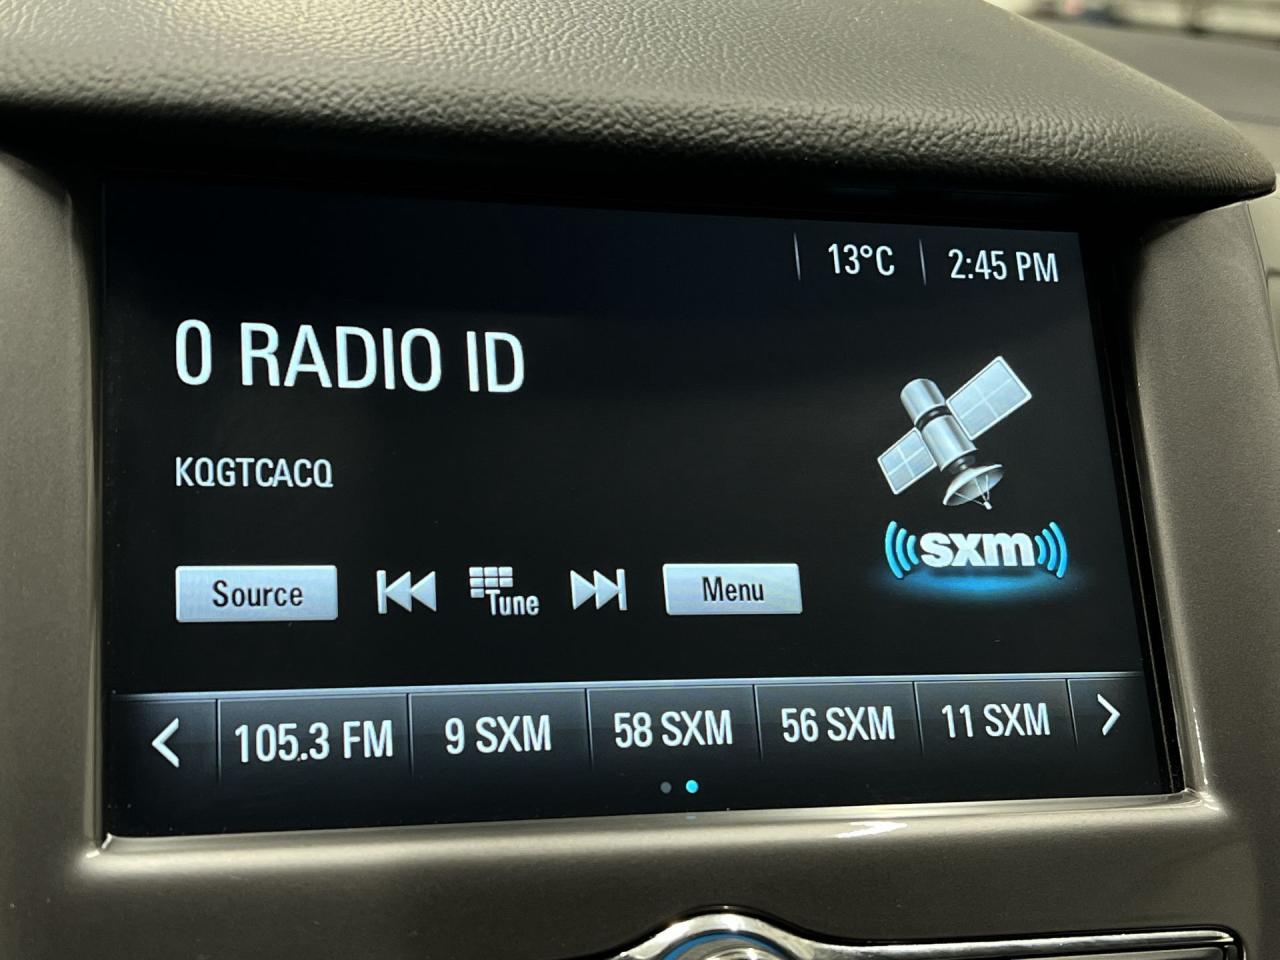 13°C 2:45 PM
0 RADIO ID
KQGTCACQ
sxm
Source Tune Menu
105.3 FM 9 SXM 58 SXM 56 SXM 11 SXM